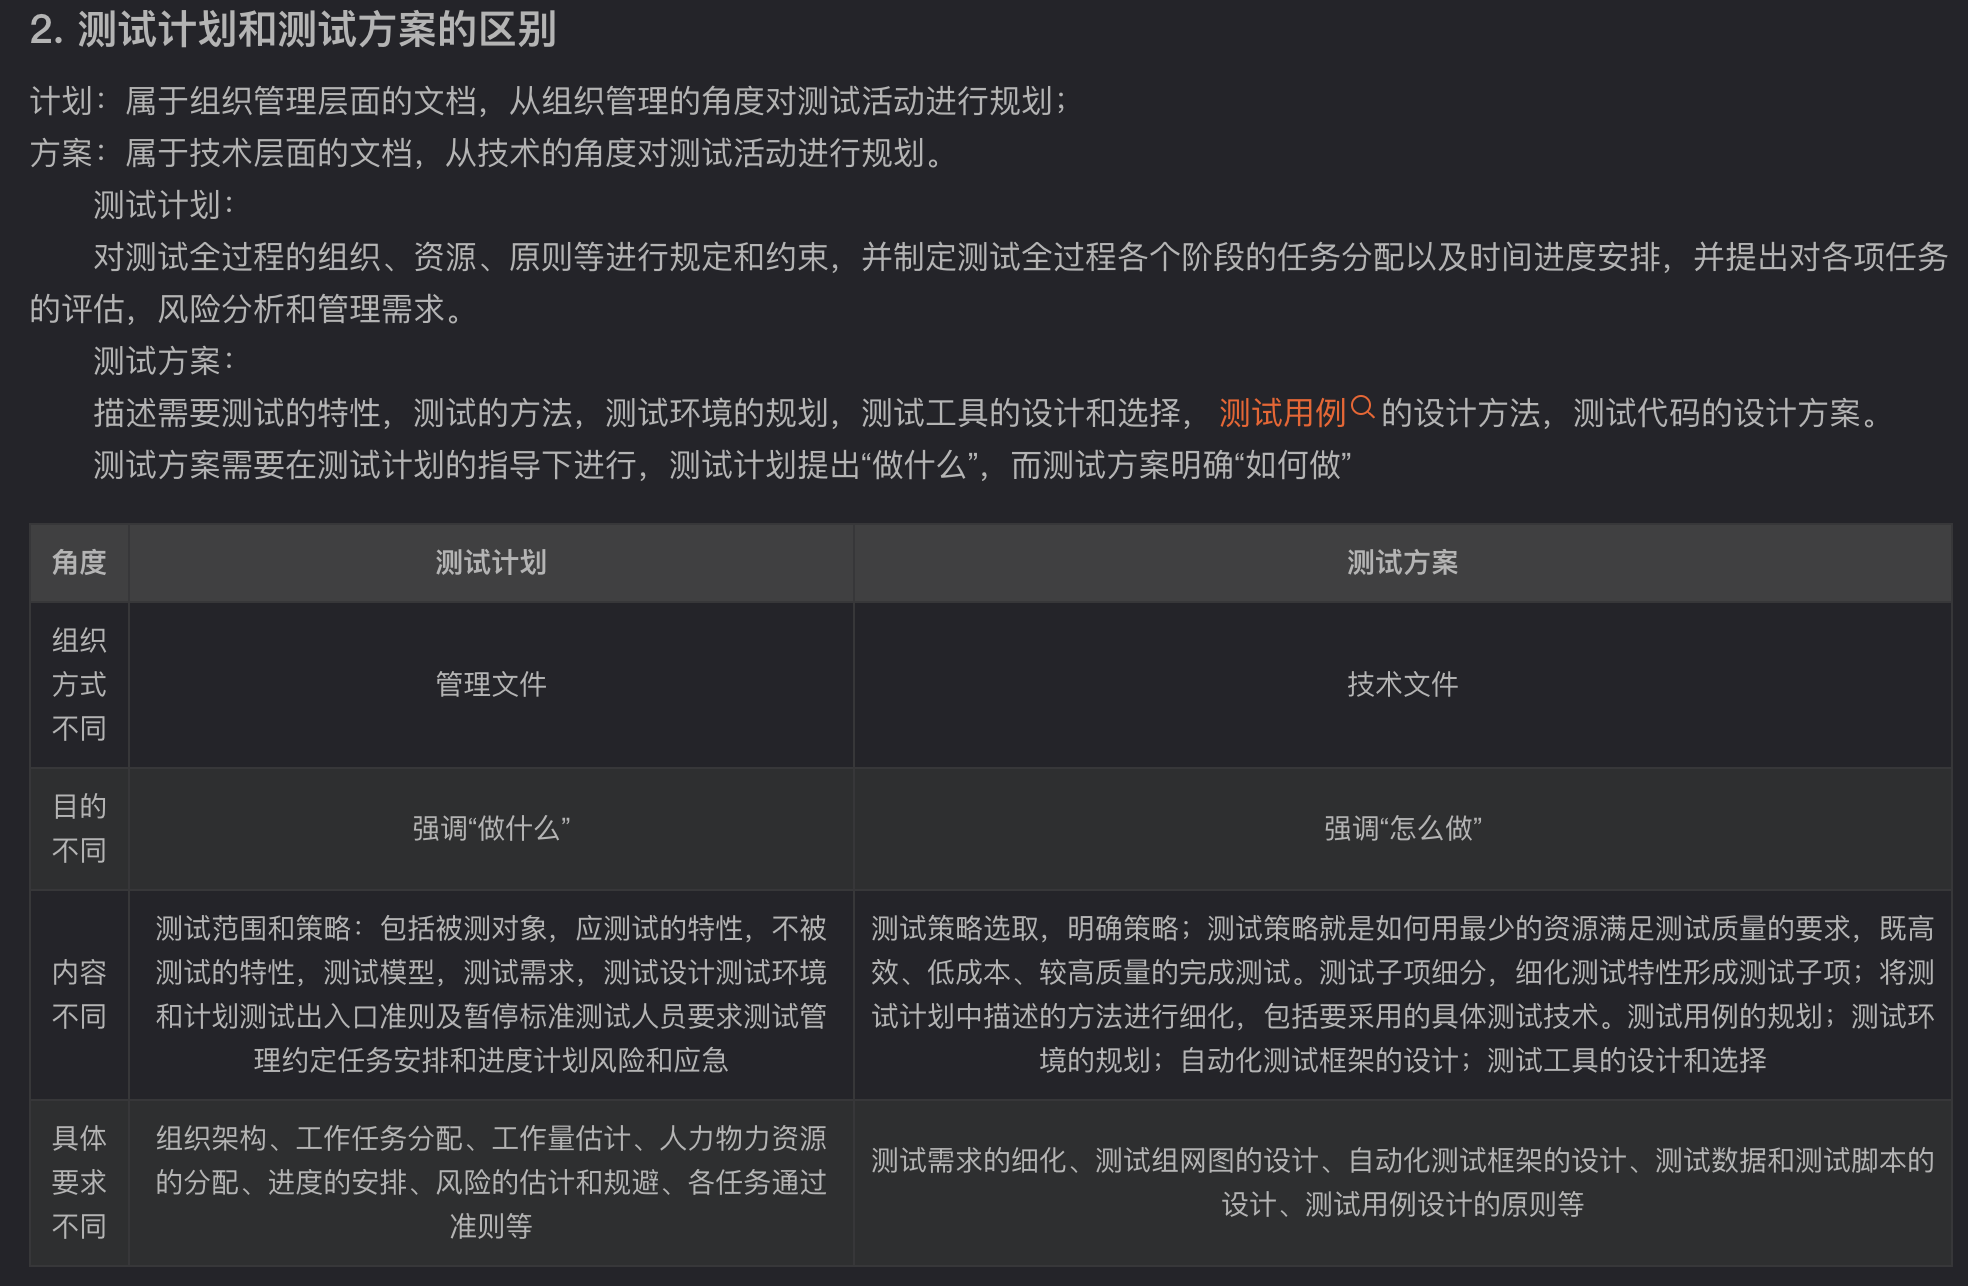 2. 测试计划和测试方案的区别
计划：属于组织管理层面的文档，从组织管理的角度对测试活动进行规划；
方案：属于技术层面的文档，从技术的角度对测试活动进行规划。
测试计划：
对测试全过程的组织、资源、原则等进行规定和约束，并制定测试全过程各个阶段的任务分配以及时间进度安排，并提出对各项任务
的评估，风险分析和管理需求。
测试方案：
描述需要测试的特性，测试的方法，测试环境的规划，测试工具的设计和选择，测试用例的设计方法，测试代码的设计方案。
测试方案需要在测试计划的指导下进行，测试计划提出“做什么”，而测试方案明确“如何做”
角度 测试计划 测试方案
组织
方式
不同
管理文件
技术文件
目的
不同
强调“做什么”
强调“怎么做”
内容
不同
测试范围和策略：包括被测对象，应测试的特性，不被
测试的特性，测试模型，测试需求，测试设计测试环境
和计划测试出入口准则及暂停标准测试人员要求测试管
理约定任务安排和进度计划风险和应急
测试策略选取，明确策略；测试策略就是如何用最少的资源满足测试质量的要求，既高
效、低成本、较高质量的完成测试。测试子项细分，细化测试特性形成测试子项；将测
试计划中描述的方法进行细化，包括要采用的具体测试技术。测试用例的规划；测试环
境的规划；自动化测试框架的设计；测试工具的设计和选择
具体
要求
不同
组织架构、工作任务分配、工作量估计、人力物力资源
的分配、进度的安排、风险的估计和规避、各任务通过
准则等
测试需求的细化、测试组网图的设计、自动化测试框架的设计、测试数据和测试脚本的
设计、测试用例设计的原则等